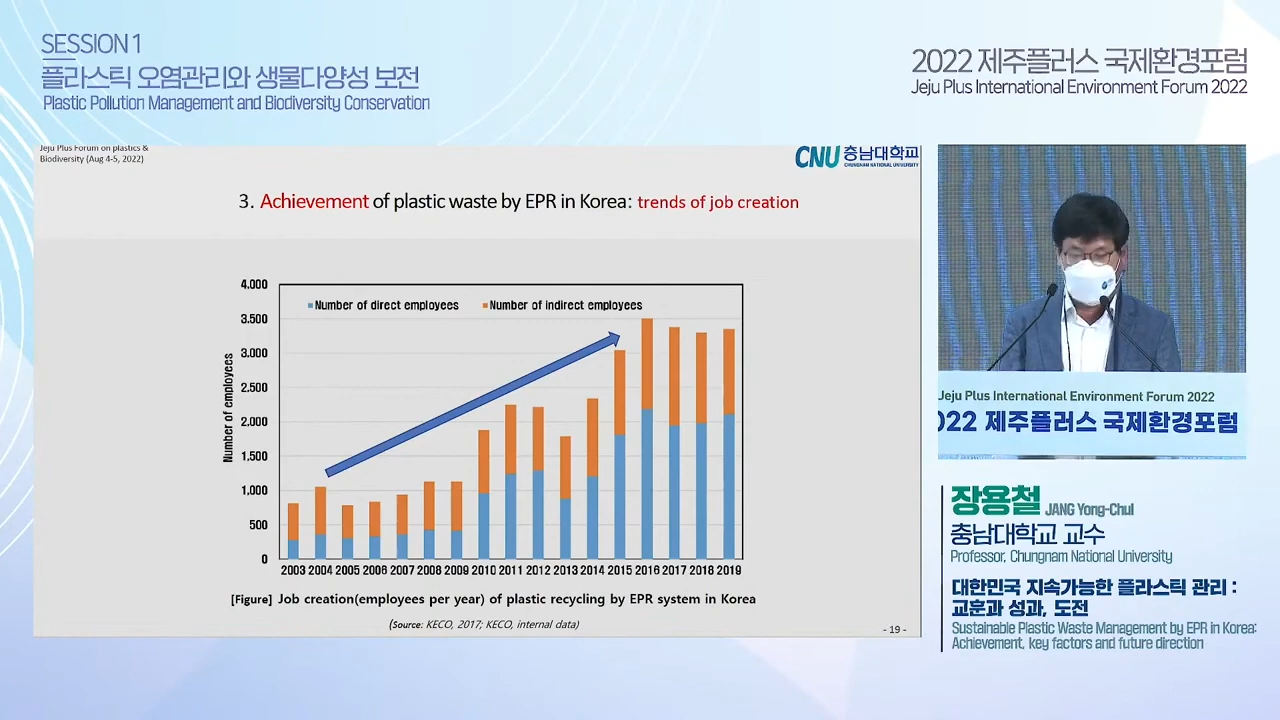 SESSION 1
플라스틱 오염관리와 생물다양성 보전
Plastic Pollution Management and Biodiversity Conservation
2022 제주플러스 국제환경포럼
Jeju Plus International Environment Forum 2022
Jeju Plus Forum on plastics &
Biodiversity (Aug 4-5, 2022)
CNU 충남대학교
CHUNGNAM NATIONAL UNIVERSITY
3. Achievement of plastic waste by EPR in Korea: trends of job creation
Number of employees
4.000
3.500
3.000
2.500
2.000
1.500
1.000
500
0
Number of direct employees
Number of indirect employees
2003 2004 2005 2006 2007 2008 2009 2010 2011 2012 2013 2014 2015 2016 2017 2018 2019
[Figure] Job creation(employees per year) of plastic recycling by EPR system in Korea
(Source: KECO, 2017; KECO, internal data)
- 19 -
Jeju Plus International Environment Forum 2022
022 제주플러스 국제환경포럼
장용철 JANG Yong-Chul
충남대학교 교수
Professor, Chungnam National University
대한민국 지속가능한 플라스틱 관리 :
교훈과 성과, 도전
Sustainable Plastic Waste Management by EPR in Korea:
Achievement, key factors and future direction